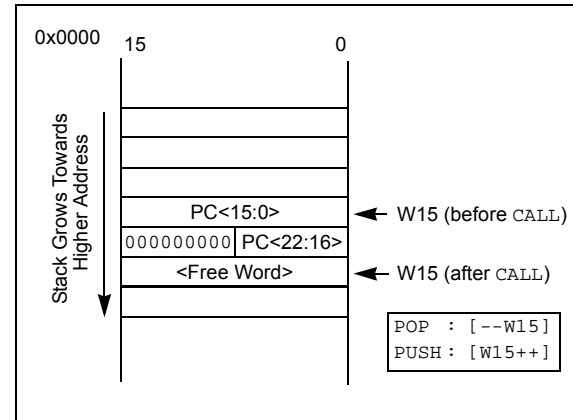 0x0000
15 0
Stack Grows Towards
Higher Address
PC<15:0>
W15 (before CALL)
000000000 PC<22:16>
<Free Word>
W15 (after CALL)
POP : [--W15]
PUSH : [W15++]